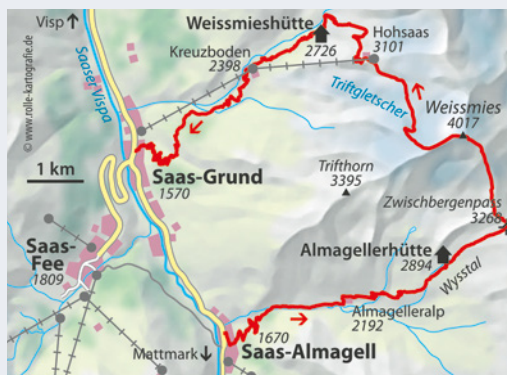 Visp ↑
Weissmieshütte
2726
Hohsaas
3101
Kreuzboden
2398
© www.rolle-kartografie.de
Saaser Vispa
Triftgletscher
Weissmies
4017
1 km
Saas-Grund
1570
Trifthorn
3395
Zwischbergenpass
3268
Saas-
Fee
1809
Almagellerhütte
2894
Wysstal
Almagelleralp
2192
1670
Mattmark ↓
Saas-Almagell